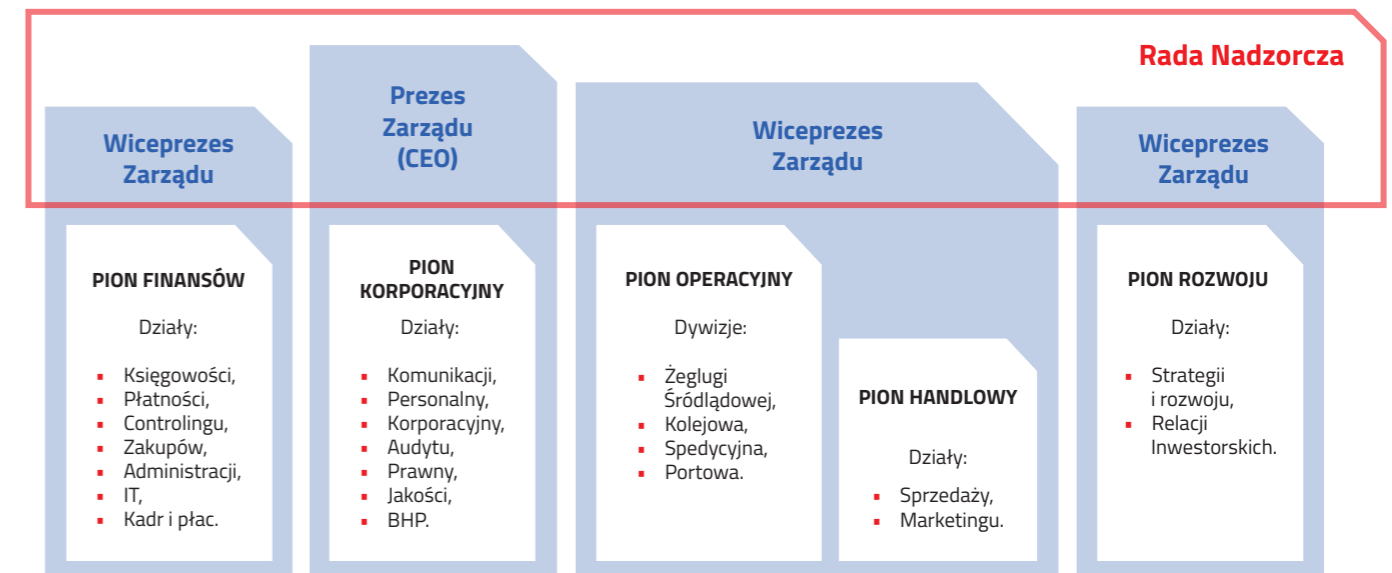 Rada Nadzorcza
Wiceprezes
Zarządu
PION FINANSÓW
Działy:
▪ Księgowości,
▪ Płatności,
▪ Controlingu,
▪ Zakupów,
▪ Administracji,
▪ IT,
▪ Kadr i płac.
Prezes
Zarządu
(CEO)
PION
KORPORACYJNY
Działy:
▪ Komunikacji,
▪ Personalny,
▪ Korporacyjny,
▪ Audytu,
▪ Prawny,
▪ Jakości,
▪ BHP.
Wiceprezes
Zarządu
PION OPERACYJNY
Dywizje:
▪ Żeglugi
Śródlądowej,
▪ Kolejowa,
▪ Spedycyjna,
▪ Portowa.
PION HANDLOWY
Działy:
▪ Sprzedaży,
▪ Marketingu.
Wiceprezes
Zarządu
PION ROZWOJU
Działy:
▪ Strategii
i rozwoju,
▪ Relacji
Inwestorskich.